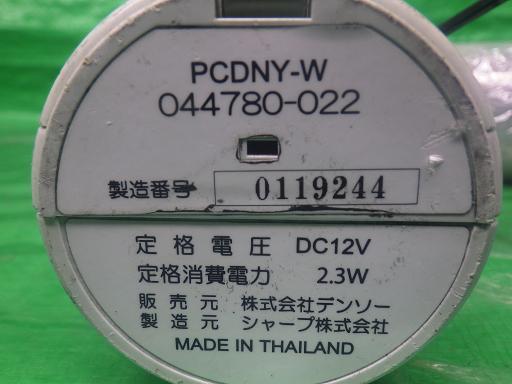 PCDNY-W
044780-022
製造番号 0119244
定格電圧 DC12V
定格消費電力 2.3W
販売元 株式会社デンソー
製造元 シャープ株式会社
MADE IN THAILAND